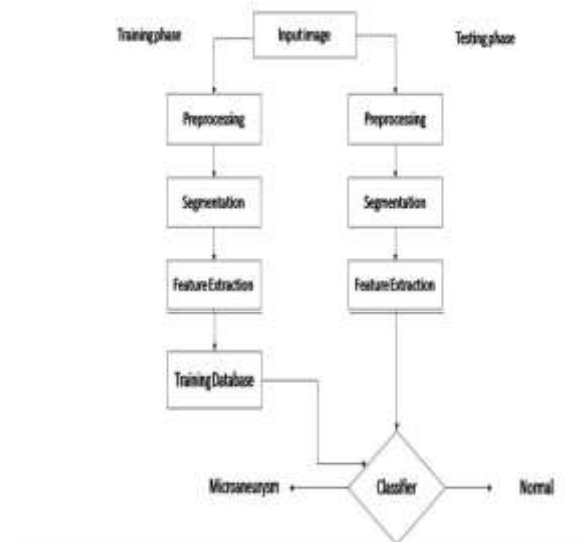 Training phase
Input image
Testing phase
Preprocessing
Preprocessing
Segmentation
Segmentation
Feature Extraction
Feature Extraction
Training Database
Microaneurysm
Classifier
Normal